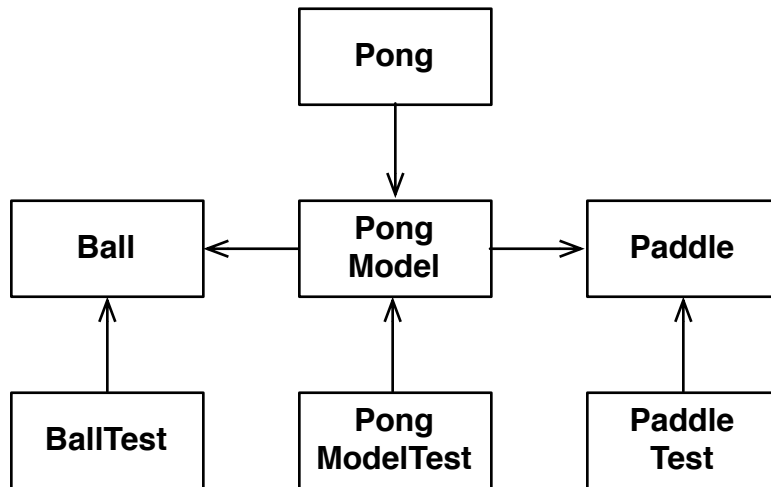 Pong
Ball
Pong
Model
Paddle
BallTest
Pong
ModelTest
Paddle
Test